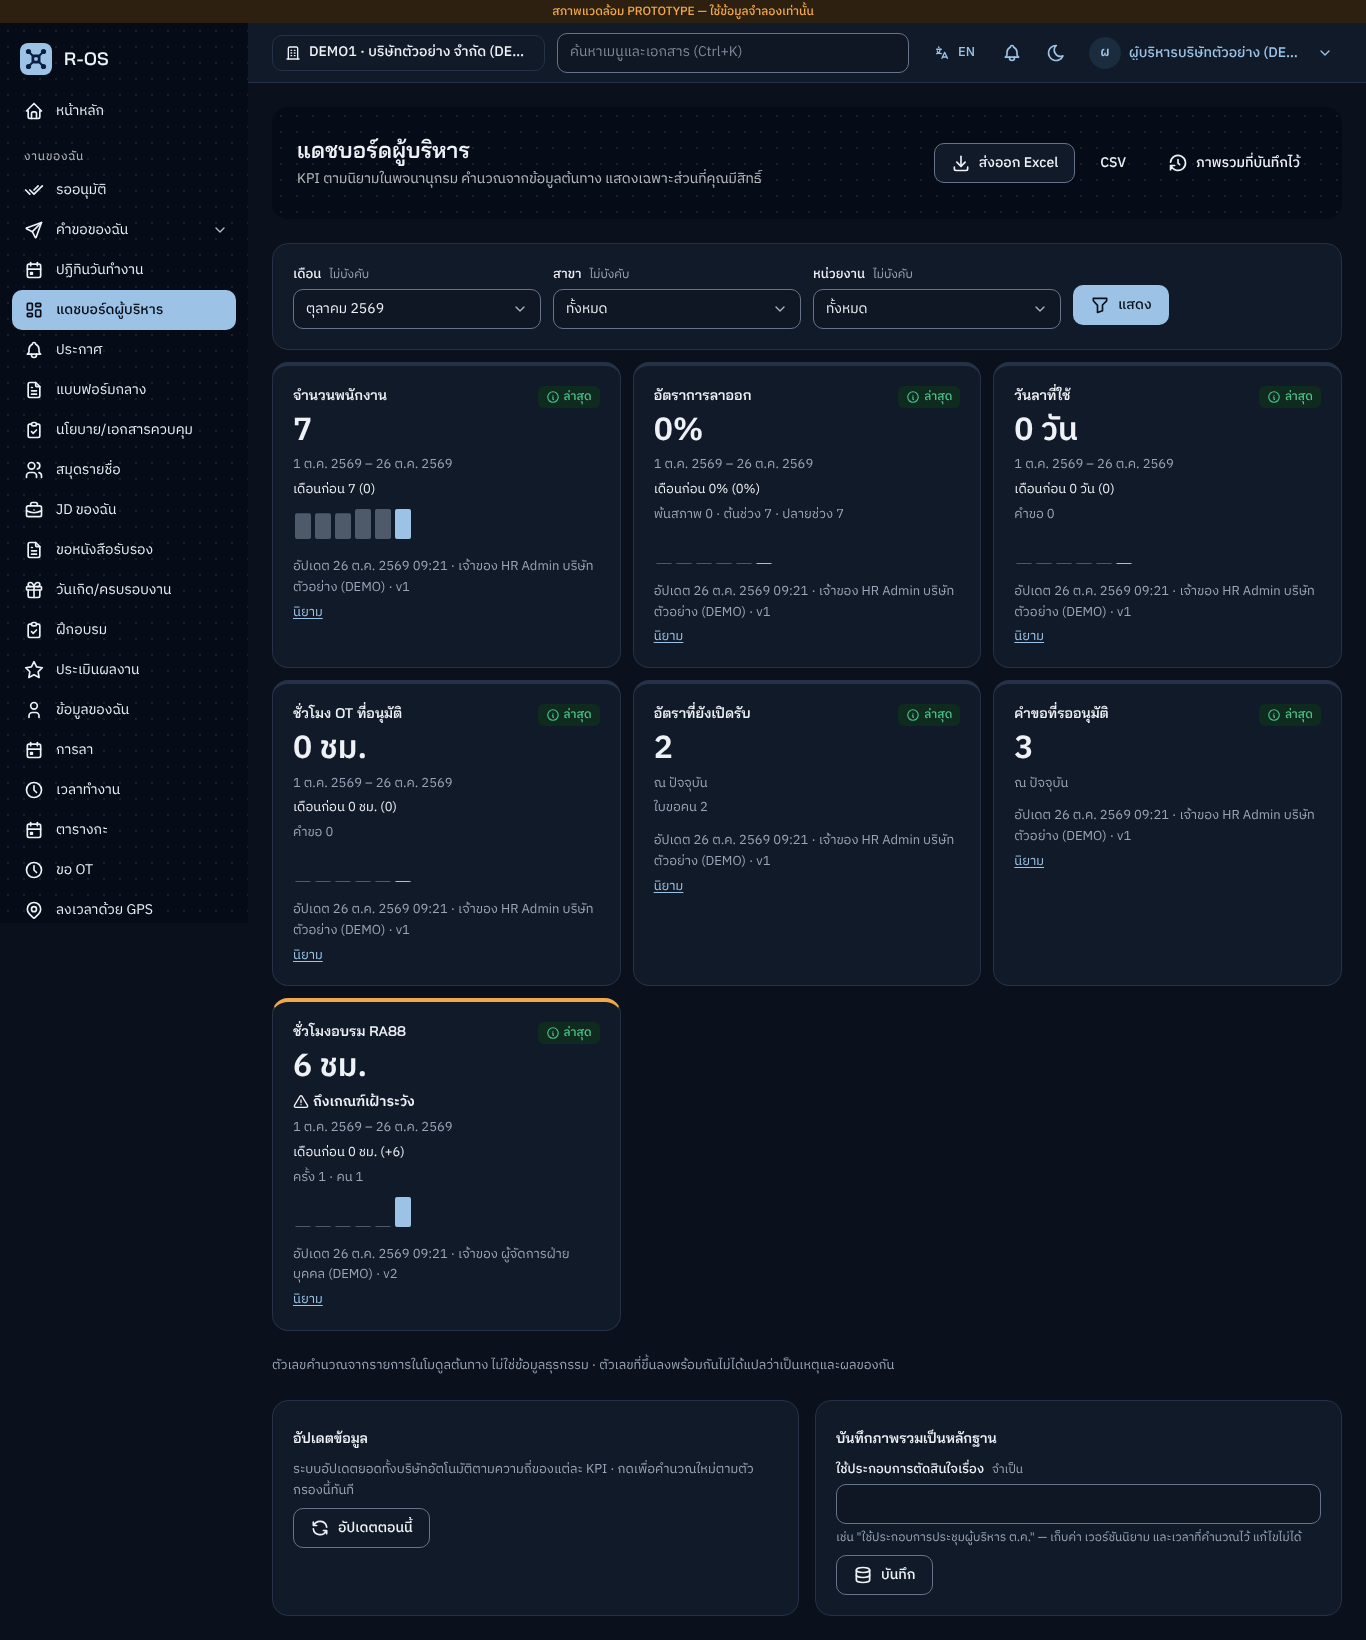 สภาพแวดล้อม PROTOTYPE — ใช้ข้อมูลจำลองเท่านั้น
R-OS
DEMO1 · บริษัทตัวอย่าง จำกัด (DE...
ค้นหาเมนูและเอกสาร (Ctrl+K)
EN
ผ
ผู้บริหารบริษัทตัวอย่าง (DE...
หน้าหลัก
งานของฉัน
รออนุมัติ
คำขอของฉัน
ปฏิทินวันทำงาน
แดชบอร์ดผู้บริหาร
ประกาศ
แบบฟอร์มกลาง
นโยบาย/เอกสารควบคุม
สมุดรายชื่อ
JD ของฉัน
ขอหนังสือรับรอง
วันเกิด/ครบรอบงาน
ฝึกอบรม
ประเมินผลงาน
ข้อมูลของฉัน
การลา
เวลาทำงาน
ตารางกะ
ขอ OT
ลงเวลาด้วย GPS
แดชบอร์ดผู้บริหาร
KPI ตามนิยามในพจนานุกรม คำนวณจากข้อมูลต้นทาง แสดงเฉพาะส่วนที่คุณมีสิทธิ์
ส่งออก Excel
CSV
ภาพรวมที่บันทึกไว้
เดือน ไม่บังคับ
ตุลาคม 2569
สาขา ไม่บังคับ
ทั้งหมด
หน่วยงาน ไม่บังคับ
ทั้งหมด
แสดง
จำนวนพนักงาน
ล่าสุด
7
1 ต.ค. 2569 – 26 ต.ค. 2569
เดือนก่อน 7 (0)
อัปเดต 26 ต.ค. 2569 09:21 · เจ้าของ HR Admin บริษัท
ตัวอย่าง (DEMO) · v1
นิยาม
อัตราการลาออก
ล่าสุด
0%
1 ต.ค. 2569 – 26 ต.ค. 2569
เดือนก่อน 0% (0%)
พ้นสภาพ 0 · ต้นช่วง 7 · ปลายช่วง 7
อัปเดต 26 ต.ค. 2569 09:21 · เจ้าของ HR Admin บริษัท
ตัวอย่าง (DEMO) · v1
นิยาม
วันลาที่ใช้
ล่าสุด
0 วัน
1 ต.ค. 2569 – 26 ต.ค. 2569
เดือนก่อน 0 วัน (0)
คำขอ 0
อัปเดต 26 ต.ค. 2569 09:21 · เจ้าของ HR Admin บริษัท
ตัวอย่าง (DEMO) · v1
นิยาม
ชั่วโมง OT ที่อนุมัติ
ล่าสุด
0 ชม.
1 ต.ค. 2569 – 26 ต.ค. 2569
เดือนก่อน 0 ชม. (0)
คำขอ 0
อัปเดต 26 ต.ค. 2569 09:21 · เจ้าของ HR Admin บริษัท
ตัวอย่าง (DEMO) · v1
นิยาม
อัตราที่ยังเปิดรับ
ล่าสุด
2
ณ ปัจจุบัน
ใบขอคน 2
อัปเดต 26 ต.ค. 2569 09:21 · เจ้าของ HR Admin บริษัท
ตัวอย่าง (DEMO) · v1
นิยาม
คำขอที่รออนุมัติ
ล่าสุด
3
ณ ปัจจุบัน
อัปเดต 26 ต.ค. 2569 09:21 · เจ้าของ HR Admin บริษัท
ตัวอย่าง (DEMO) · v1
นิยาม
ชั่วโมงอบรม RA88
ล่าสุด
6 ชม.
ถึงเกณฑ์เฝ้าระวัง
1 ต.ค. 2569 – 26 ต.ค. 2569
เดือนก่อน 0 ชม. (+6)
ครั้ง 1 · คน 1
อัปเดต 26 ต.ค. 2569 09:21 · เจ้าของ ผู้จัดการฝ่าย
บุคคล (DEMO) · v2
นิยาม
ตัวเลขคำนวณจากรายการในโมดูลต้นทาง ไม่ใช่ข้อมูลธุรกรรม · ตัวเลขที่ขึ้นลงพร้อมกันไม่ได้แปลว่าเป็นเหตุและผลของกัน
อัปเดตข้อมูล
ระบบอัปเดตยอดทั้งบริษัทอัตโนมัติตามความถี่ของแต่ละ KPI · กดเพื่อคำนวณใหม่ตามตัว
กรองนี้ทันที
อัปเดตตอนนี้
บันทึกภาพรวมเป็นหลักฐาน
ใช้ประกอบการตัดสินใจเรื่อง จำเป็น
เช่น "ใช้ประกอบการประชุมผู้บริหาร ต.ค." — เก็บค่า เวอร์ชันนิยาม และเวลาที่คำนวณไว้ แก้ไขไม่ได้
บันทึก